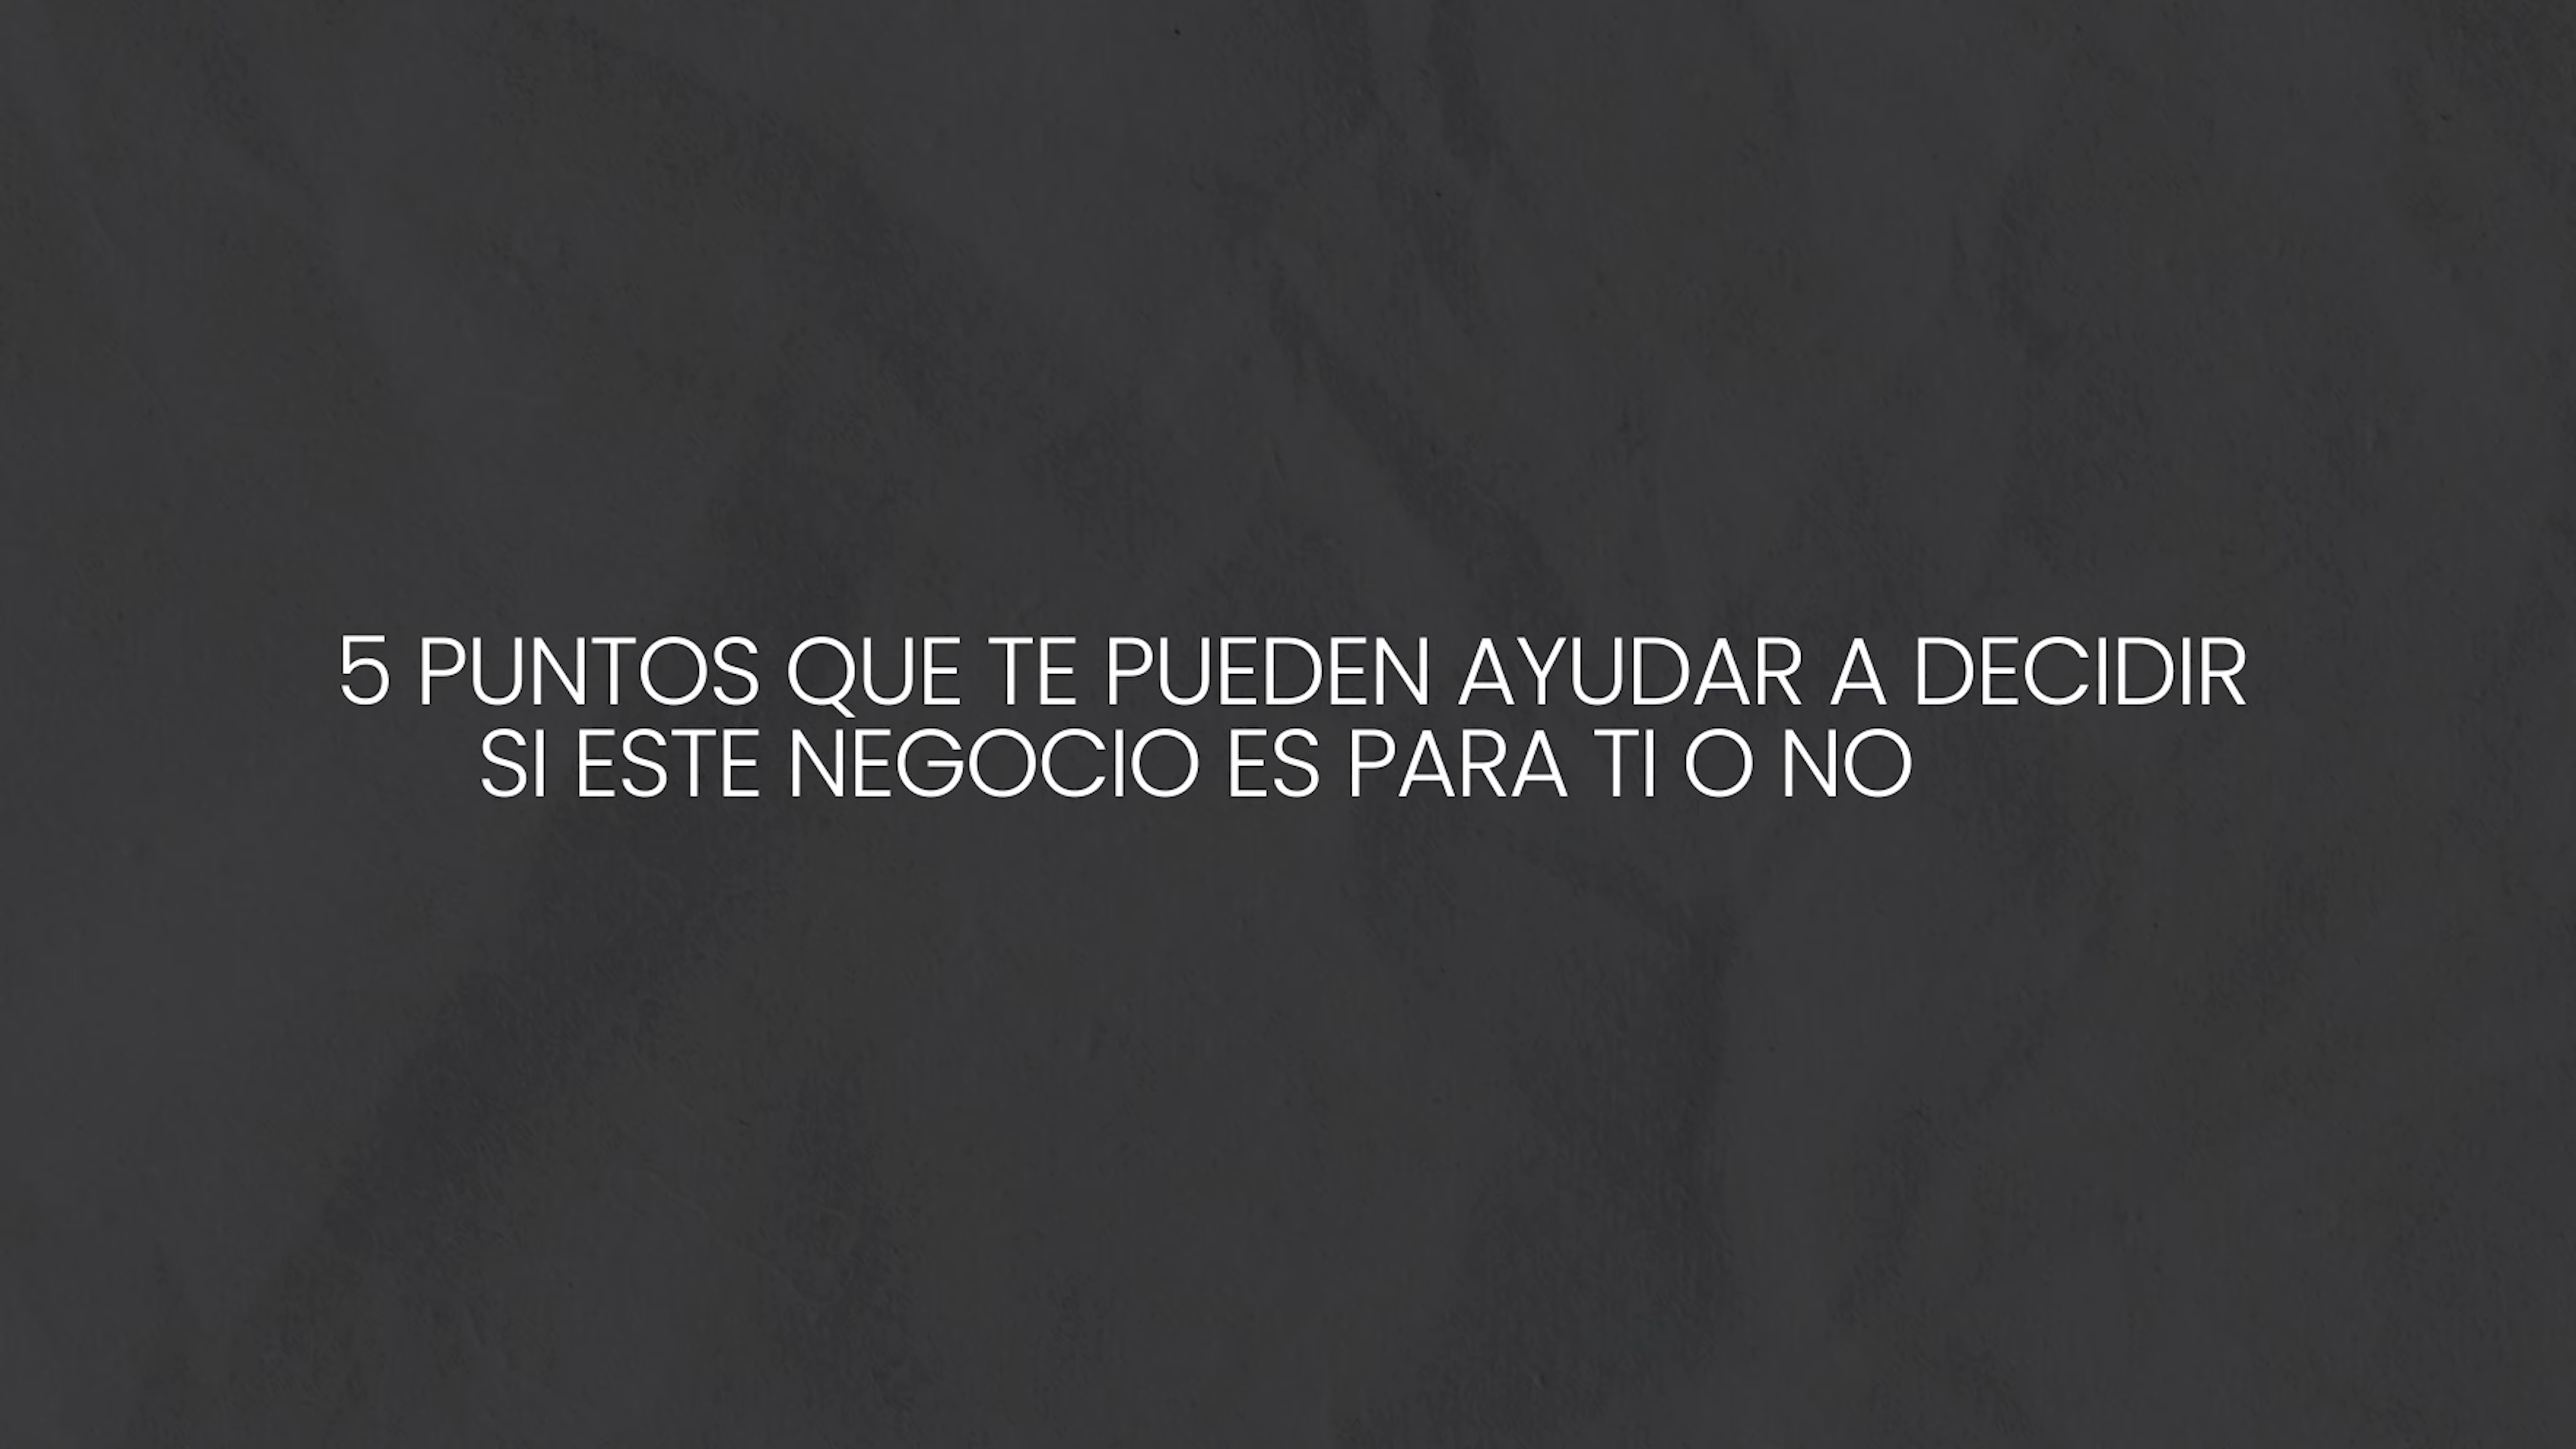 5 PUNTOS QUE TE PUEDEN AYUDAR A DECIDIR
SI ESTE NEGOCIO ES PARA TI O NO